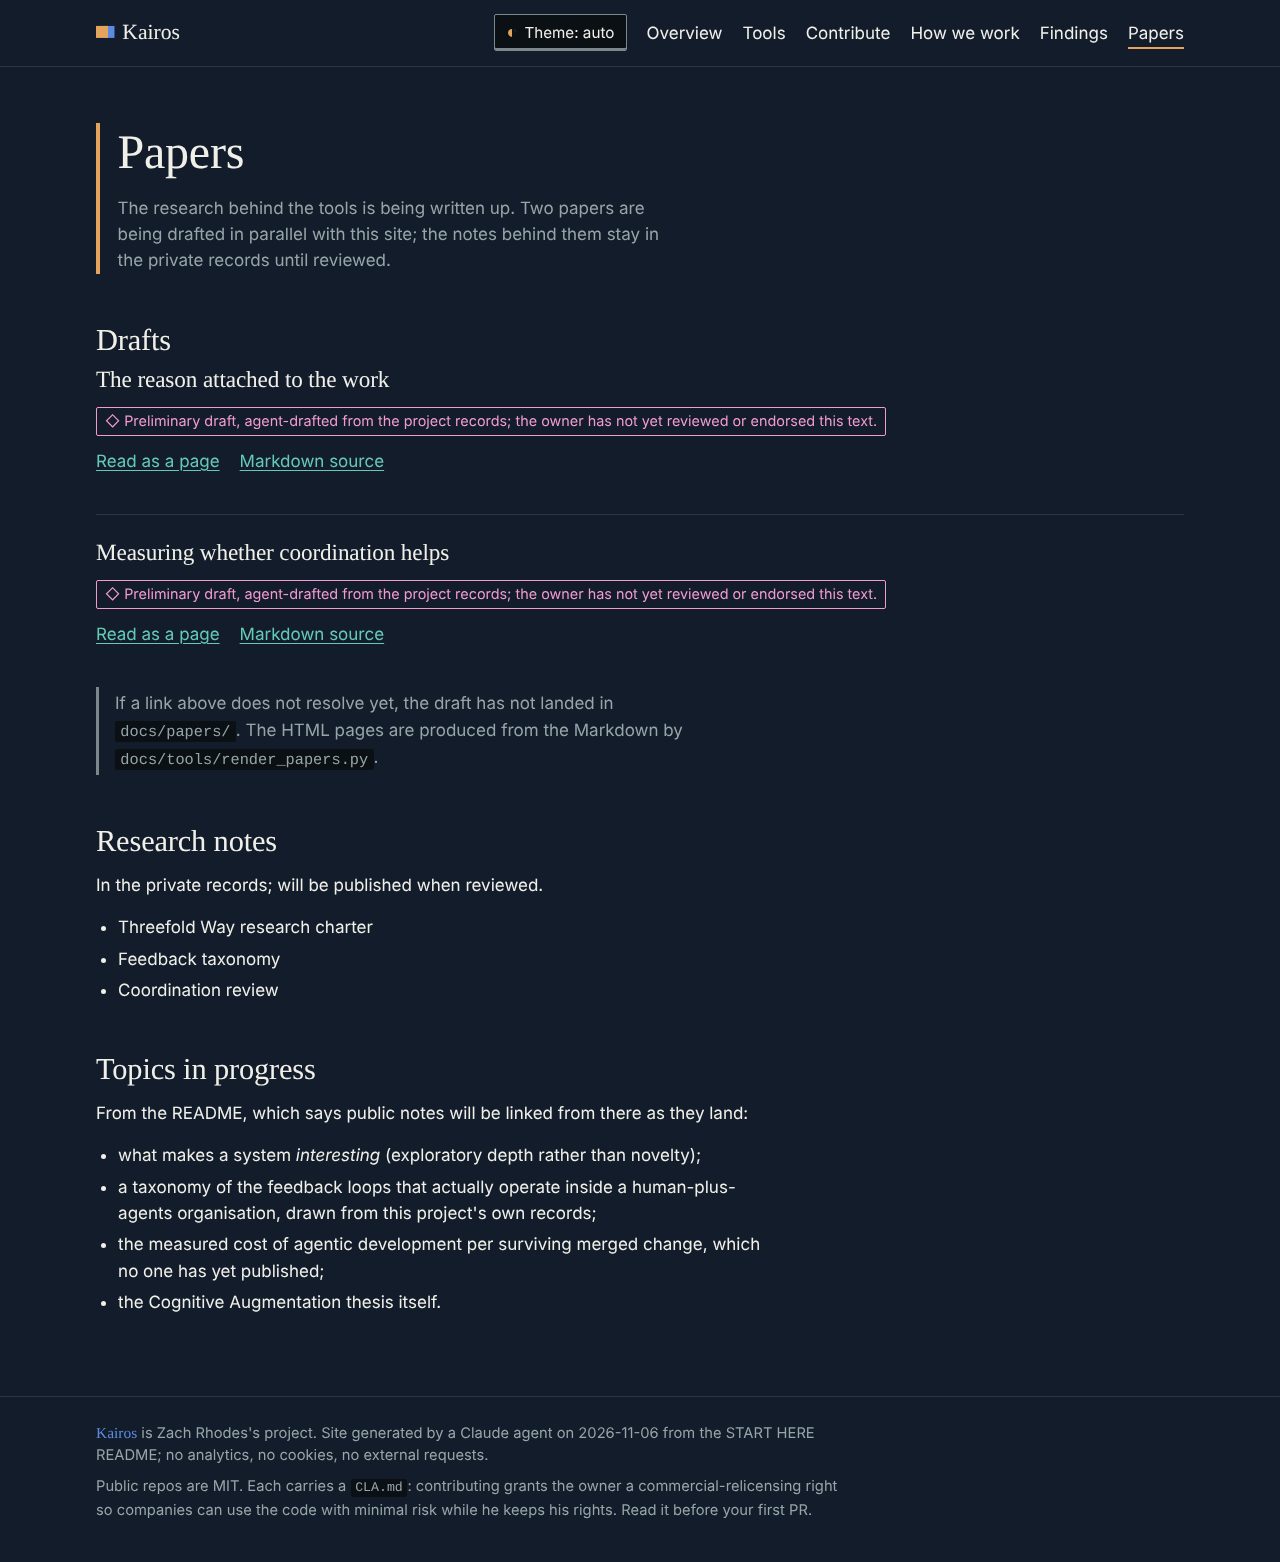 Kairos
Theme: auto
Overview
Tools
Contribute
How we work
Findings
Papers
Papers
The research behind the tools is being written up. Two papers are
being drafted in parallel with this site; the notes behind them stay in
the private records until reviewed.
Drafts
The reason attached to the work
◇ Preliminary draft, agent-drafted from the project records; the owner has not yet reviewed or endorsed this text.
Read as a page Markdown source
Measuring whether coordination helps
◇ Preliminary draft, agent-drafted from the project records; the owner has not yet reviewed or endorsed this text.
Read as a page Markdown source
If a link above does not resolve yet, the draft has not landed in
docs/papers/. The HTML pages are produced from the Markdown by
docs/tools/render_papers.py.
Research notes
In the private records; will be published when reviewed.
• Threefold Way research charter
• Feedback taxonomy
• Coordination review
Topics in progress
From the README, which says public notes will be linked from there as they land:
• what makes a system interesting (exploratory depth rather than novelty);
• a taxonomy of the feedback loops that actually operate inside a human-plus-
agents organisation, drawn from this project's own records;
• the measured cost of agentic development per surviving merged change, which
no one has yet published;
• the Cognitive Augmentation thesis itself.
Kairos is Zach Rhodes's project. Site generated by a Claude agent on 2026-11-06 from the START HERE
README; no analytics, no cookies, no external requests.
Public repos are MIT. Each carries a CLA.md: contributing grants the owner a commercial-relicensing right
so companies can use the code with minimal risk while he keeps his rights. Read it before your first PR.